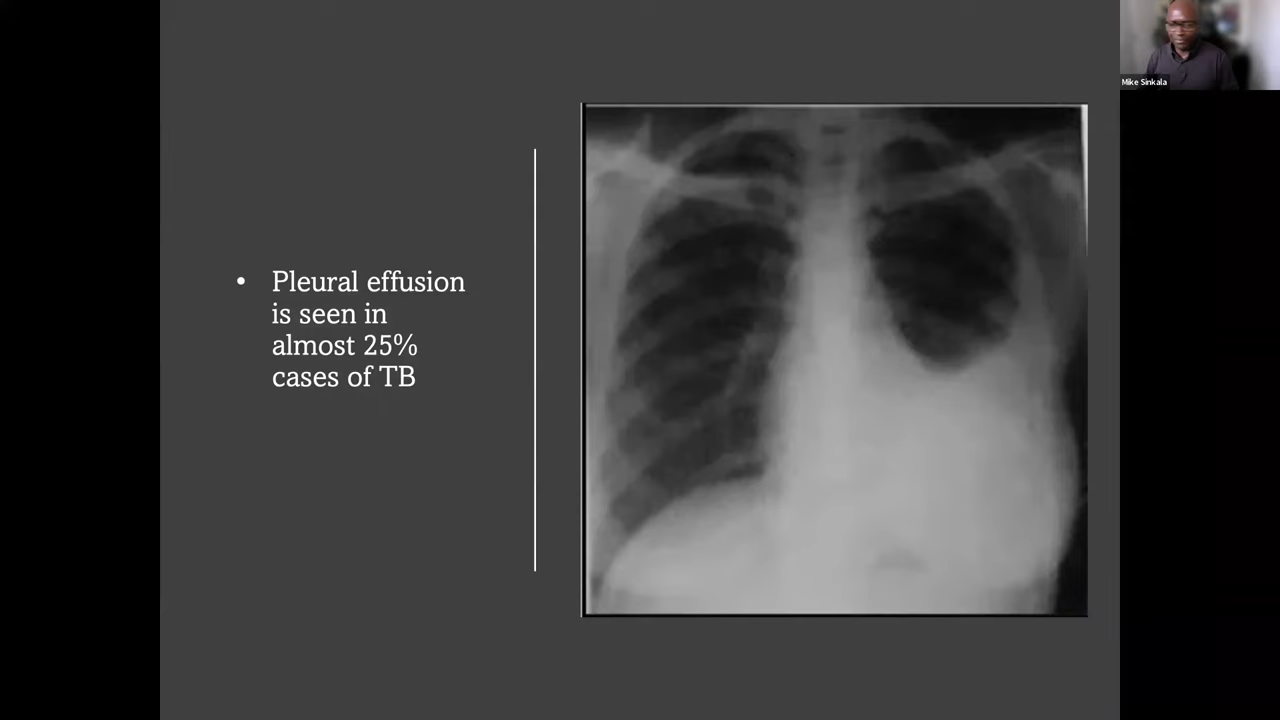 • Pleural effusion
is seen in
almost 25%
cases of TB
Mike Sinkala